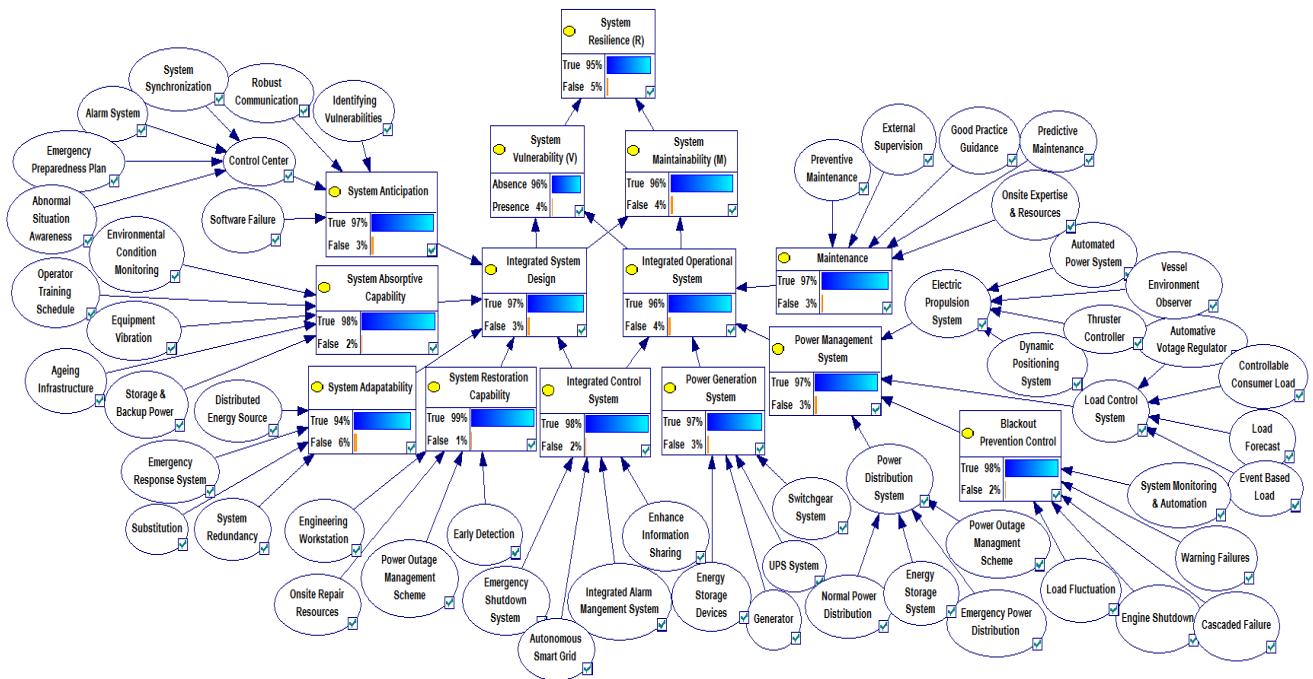 System
Resilience (R)
True 95%
False 5%
System
Synchronization
Robust
Communication
Identifying
Vulnerabilities
Alarm System
Emergency
Preparedness Plan
Control Center
Abnormal
Situation
Awareness
Software Failure
System Anticipation
True 97%
False 3%
System
Vulnerability (V)
Absence 96%
Presence 4%
System
Maintainability (M)
True 96%
False 4%
External
Supervision
Good Practice
Guidance
Predictive
Maintenance
Preventive
Maintenance
Onsite Expertise
& Resources
Environmental
Condition
Monitoring
Operator
Training
Schedule
Equipment
Vibration
Ageing
Infrastructure
Storage &
Backup Power
System Absorptive
Capability
True 98%
False 2%
Integrated System
Design
True 97%
False 3%
Integrated Operational
System
True 96%
False 4%
Maintenance
True 97%
False 3%
Automated
Power System
Vessel
Environment
Observer
Electric
Propulsion
System
Thruster
Controller
Automative
Votage Regulator
Dynamic
Positioning
System
Controllable
Consumer Load
Power Management
System
True 97%
False 3%
Load Control
System
Load
Forecast
Event Based
Load
Distributed
Energy Source
Emergency
Response System
Substitution
System
Redundancy
System Adapatability
True 94%
False 6%
System Restoration
Capability
True 99%
False 1%
Integrated Control
System
True 98%
False 2%
Power Generation
System
True 97%
False 3%
Blackout
Prevention Control
True 98%
False 2%
Power
Distribution
System
System Monitoring
& Automation
Engineering
Workstation
Onsite Repair
Resources
Power Outage
Management
Scheme
Early Detection
Emergency
Shutdown
System
Autonomous
Smart Grid
Integrated Alarm
Mangement System
Enhance
Information
Sharing
Energy
Storage
Devices
Generator
UPS System
Switchgear
System
Normal Power
Distribution
Energy
Storage
System
Emergency Power
Distribution
Power Outage
Managment
Scheme
Load Fluctuation
Engine Shutdown
Cascaded Failure
Warning Failures